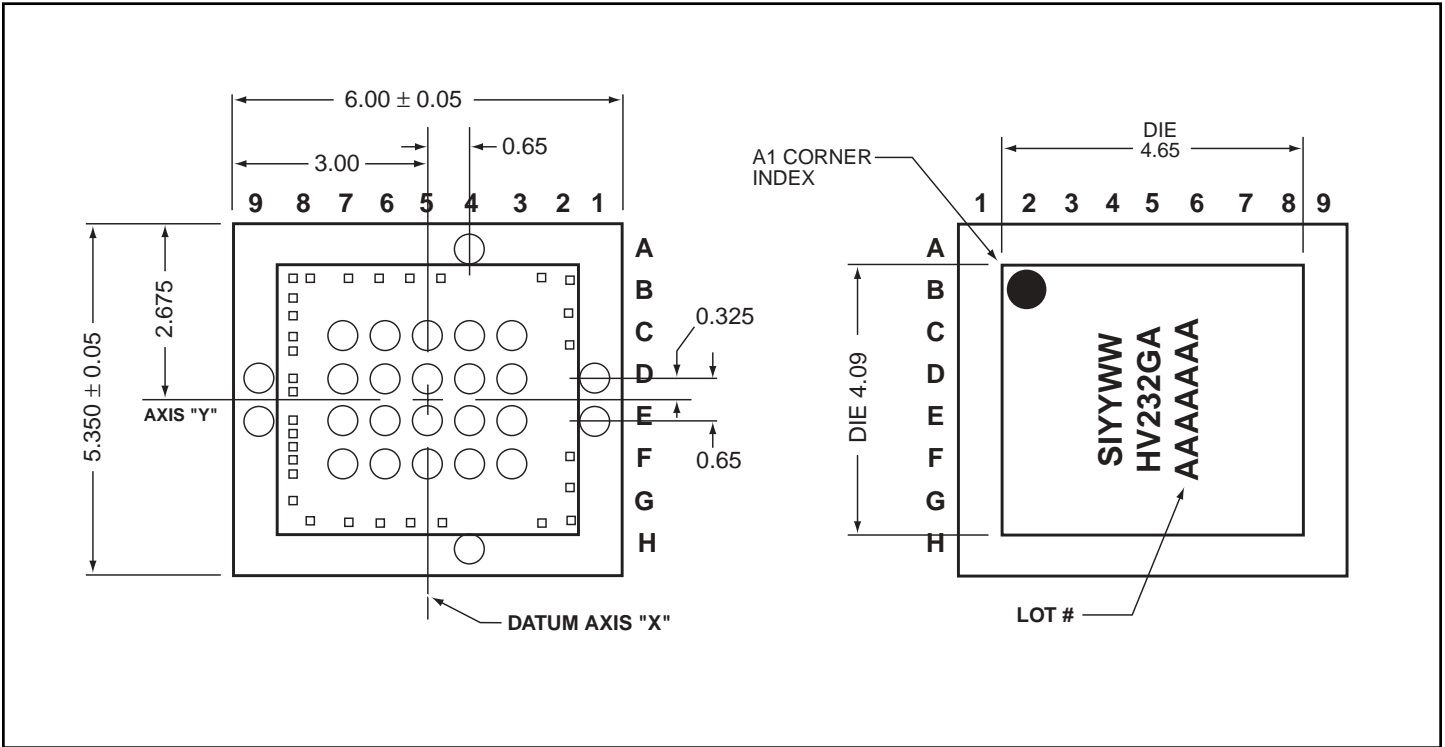 6.00 ± 0.05
0.65
3.00
9 8 7 6 5 4 3 2 1
5.350 ± 0.05
2.675
AXIS "Y"
A
B
C
D
E
F
G
H
0.325
0.65
DATUM AXIS "X"
A1 CORNER
INDEX
DIE
4.65
1 2 3 4 5 6 7 8 9
A
B
C
D
E
F
G
H
DIE 4.09
SIYYWW
HV232GA
AAAAAAA
LOT #